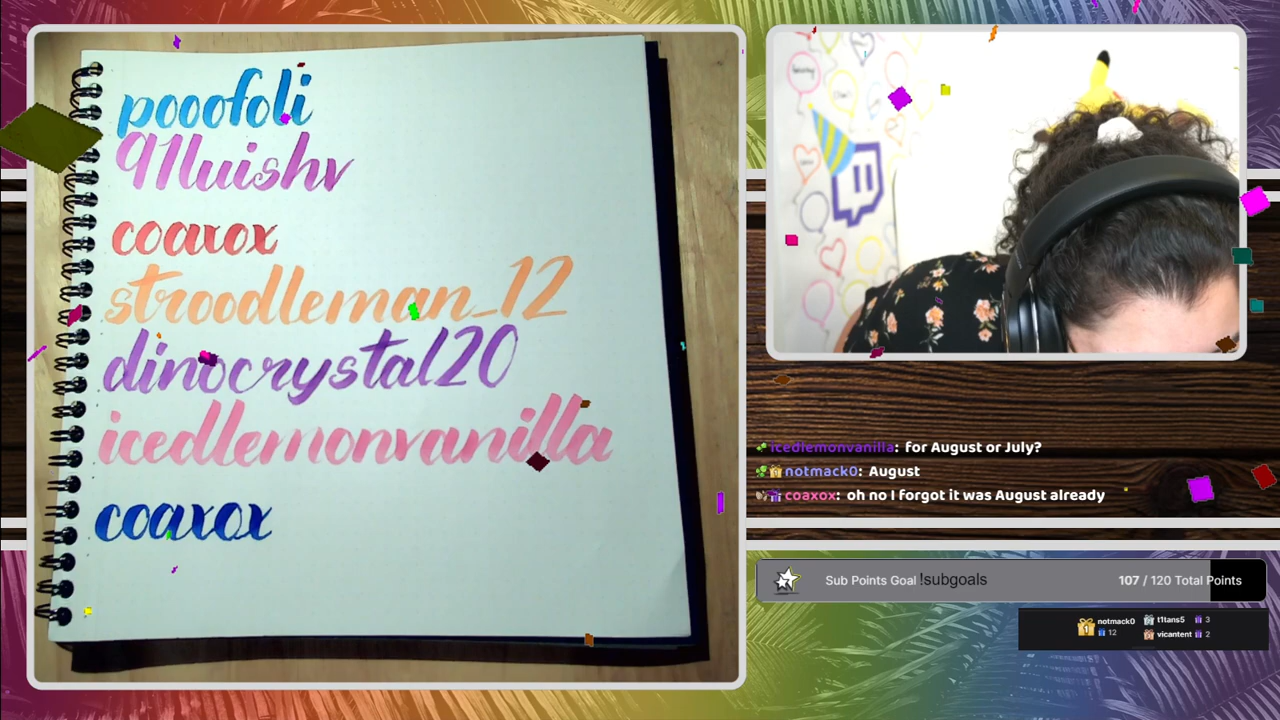 pooofoli
911luishv
coaxox
stroodleman_12
dinocrystal20
icedlemonvanilla
coaxox
icedlemonvanilla: for August or July?
notmack0: August
coaxox: oh no I forgot it was August already
Sub Points Goal !subgoals 107 / 120 Total Points
notmack0 12
t1tans5 3
vicantent 2